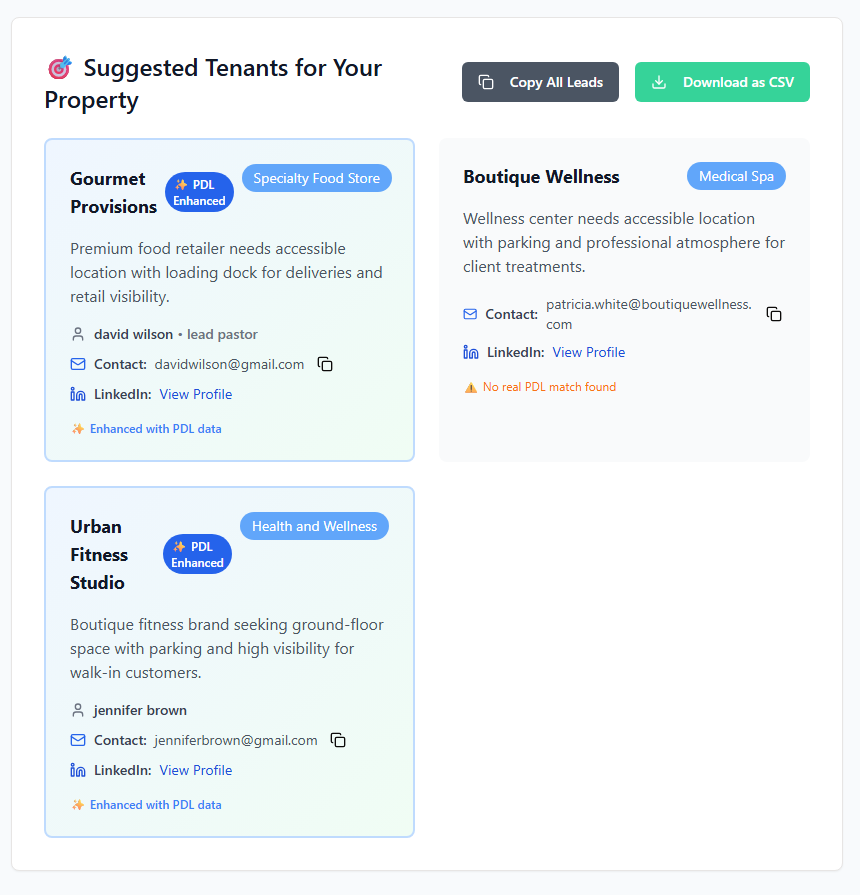 🎯 Suggested Tenants for Your
Property
Copy All Leads
Download as CSV
Gourmet
Provisions
✨ PDL
Enhanced
Specialty Food Store
Premium food retailer needs accessible
location with loading dock for deliveries and
retail visibility.
david wilson • lead pastor
Contact: davidwilson@gmail.com
LinkedIn: View Profile
✨ Enhanced with PDL data
Boutique Wellness
Medical Spa
Wellness center needs accessible location
with parking and professional atmosphere for
client treatments.
Contact: patricia.white@boutiquewellness.
com
LinkedIn: View Profile
⚠️ No real PDL match found
Urban
Fitness
Studio
✨ PDL
Enhanced
Health and Wellness
Boutique fitness brand seeking ground-floor
space with parking and high visibility for
walk-in customers.
jennifer brown
Contact: jenniferbrown@gmail.com
LinkedIn: View Profile
✨ Enhanced with PDL data